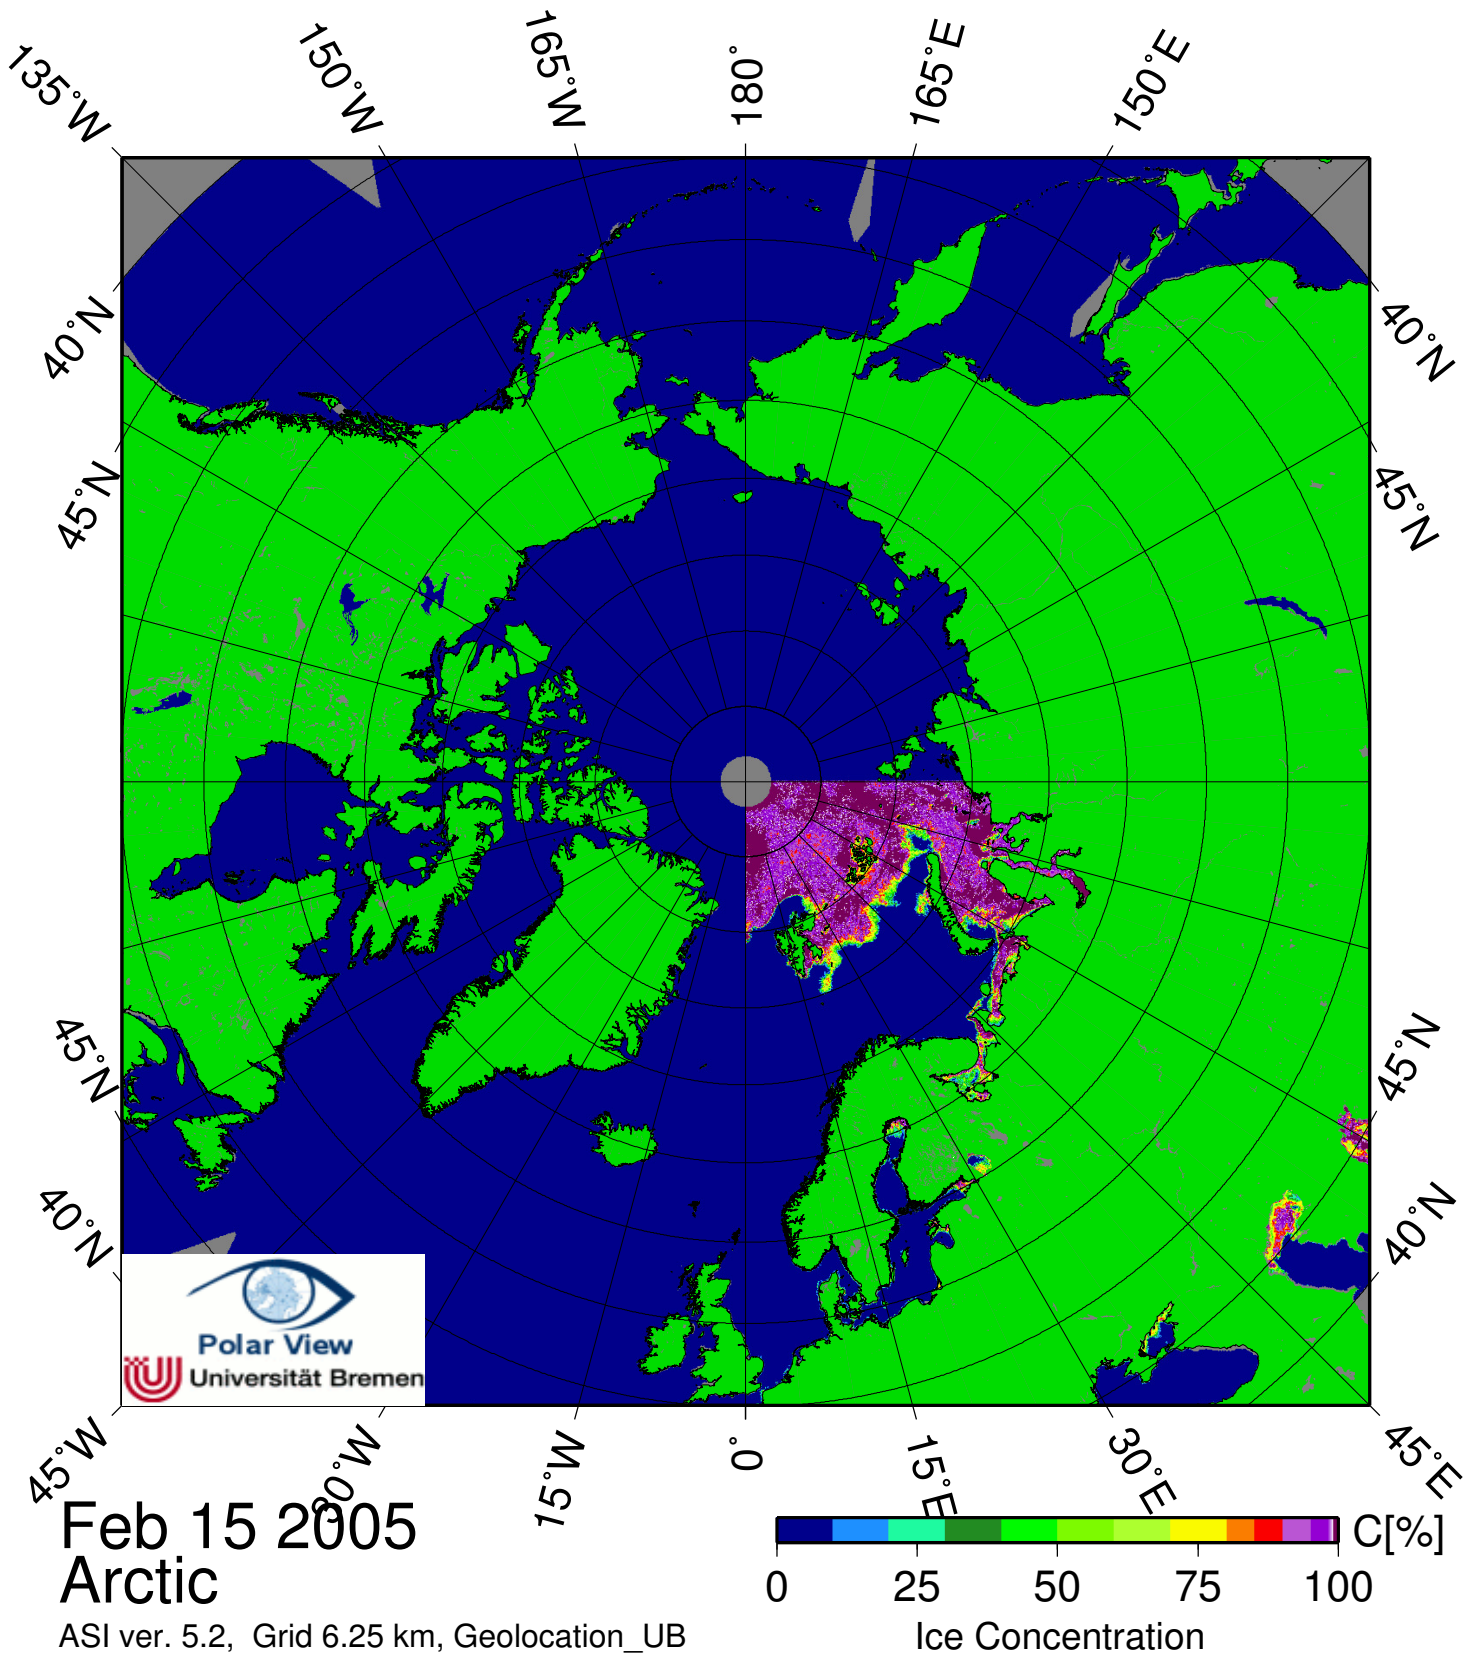 135°W
150°W
165°W
180°
165°E
150°E
40°N
40°N
45°N
45°N
45°N
45°N
40°N
40°N
Polar View
Universität Bremen
45°W
30°W
15°W
0°
15°E
30°E
45°E
Feb 15 2005
Arctic
ASI ver. 5.2, Grid 6.25 km, Geolocation_UB
C[%]
0 25 50 75 100
Ice Concentration